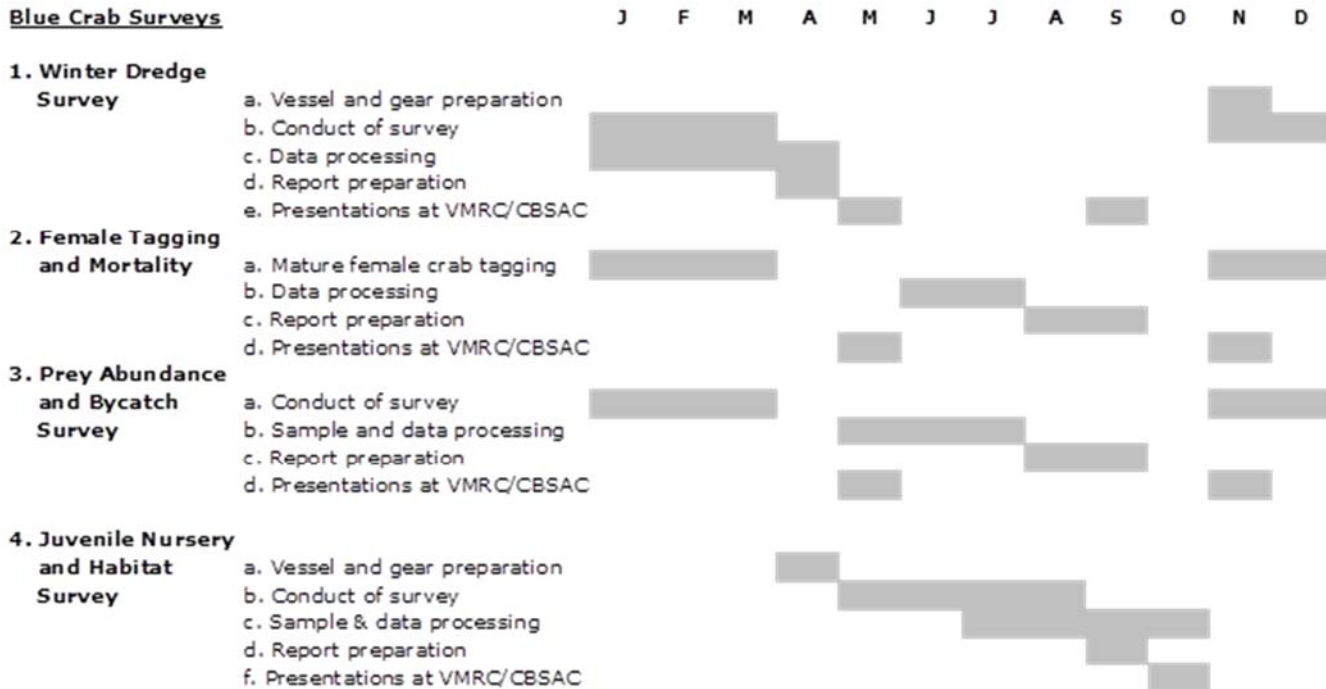 Blue Crab Surveys J F M A M J J A S O N D
1. Winter Dredge
Survey a. Vessel and gear preparation
b. Conduct of survey
c. Data processing
d. Report preparation
e. Presentations at VMRC/CBSAC
2. Female Tagging
and Mortality a. Mature female crab tagging
b. Data processing
c. Report preparation
d. Presentations at VMRC/CBSAC
3. Prey Abundance
and Bycatch a. Conduct of survey
Survey b. Sample and data processing
c. Report preparation
d. Presentations at VMRC/CBSAC
4. Juvenile Nursery
and Habitat a. Vessel and gear preparation
Survey b. Conduct of survey
c. Sample & data processing
d. Report preparation
f. Presentations at VMRC/CBSAC